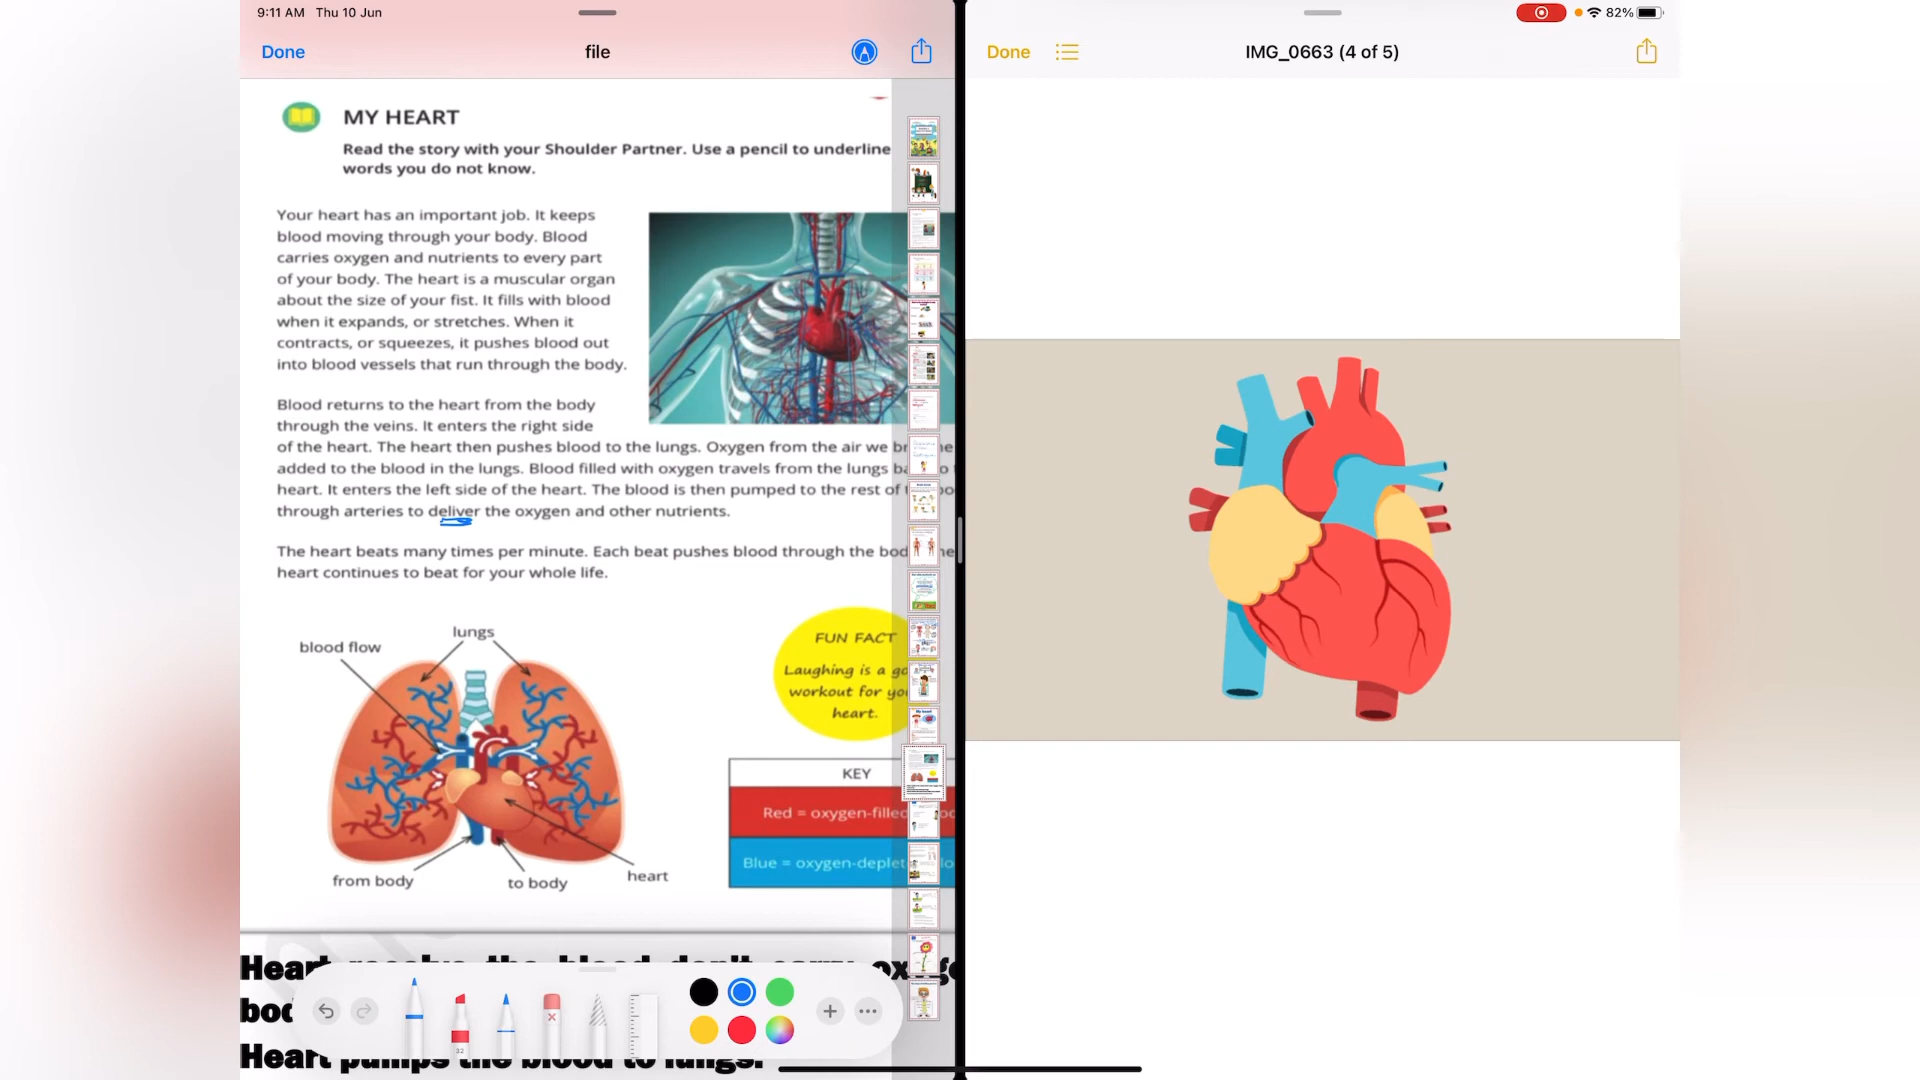 9:11 AM Thu 10 Jun
82%
Done
file
Done
IMG_0663 (4 of 5)
MY HEART
Read the story with your Shoulder Partner. Use a pencil to underline
words you do not know.
Your heart has an important job. It keeps
blood moving through your body. Blood
carries oxygen and nutrients to every part
of your body. The heart is a muscular organ
about the size of your fist. It fills with blood
when it expands, or stretches. When it
contracts, or squeezes, it pushes blood out
into blood vessels that run through the body.
Blood returns to the heart from the body
through the veins. It enters the right side
of the heart. The heart then pushes blood to the lungs. Oxygen from the air we
added to the blood in the lungs. Blood filled with oxygen travels from the lungs
heart. It enters the left side of the heart. The blood is then pumped to the rest of
through arteries to deliver the oxygen and other nutrients.
The heart beats many times per minute. Each beat pushes blood through the
heart continues to beat for your whole life.
lungs
blood flow
from body
to body
heart
FUN FACT
Laughing is a
workout for
heart.
KEY
Red = oxygen-filled
Blue = oxygen-deplet
Heart receive the blood don't carry
Heart pumps the blood to lungs.
32